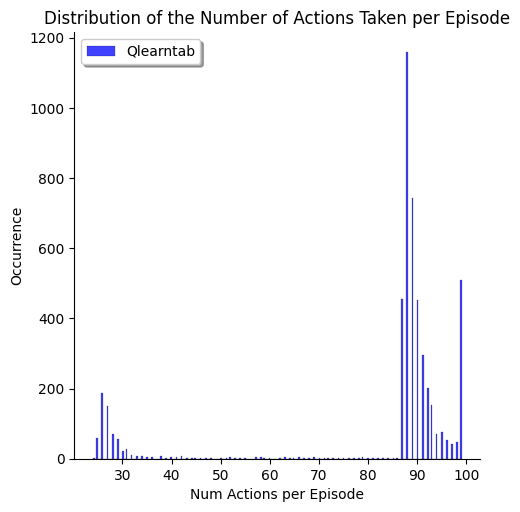 Distribution of the Number of Actions Taken per Episode
Qlearntab
1200
1000
800
600
400
200
0
Occurrence
30 40 50 60 70 80 90 100
Num Actions per Episode